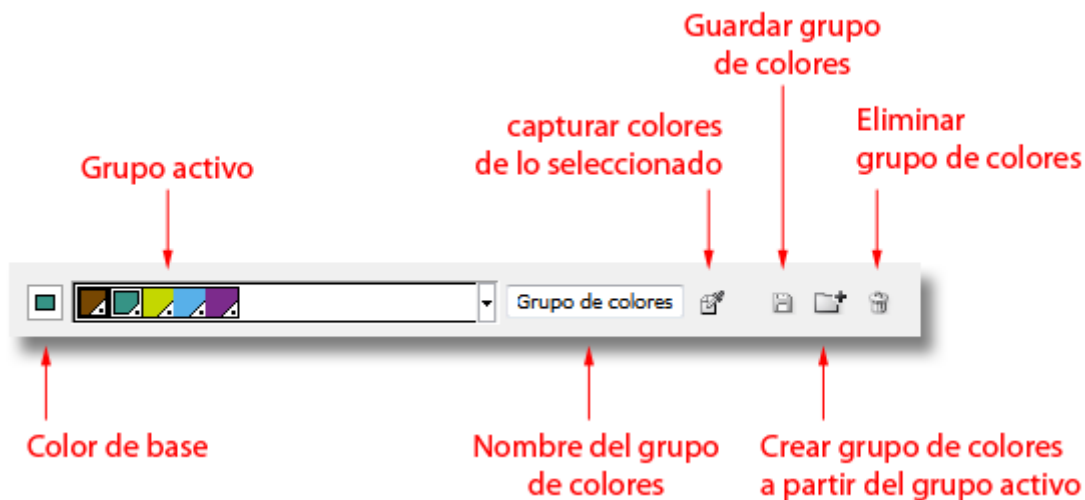 Guardar grupo
de colores
capturar colores
de lo seleccionado
Eliminar
grupo de colores
Grupo activo
Grupo de colores
Color de base
Nombre del grupo
de colores
Crear grupo de colores
a partir del grupo activo